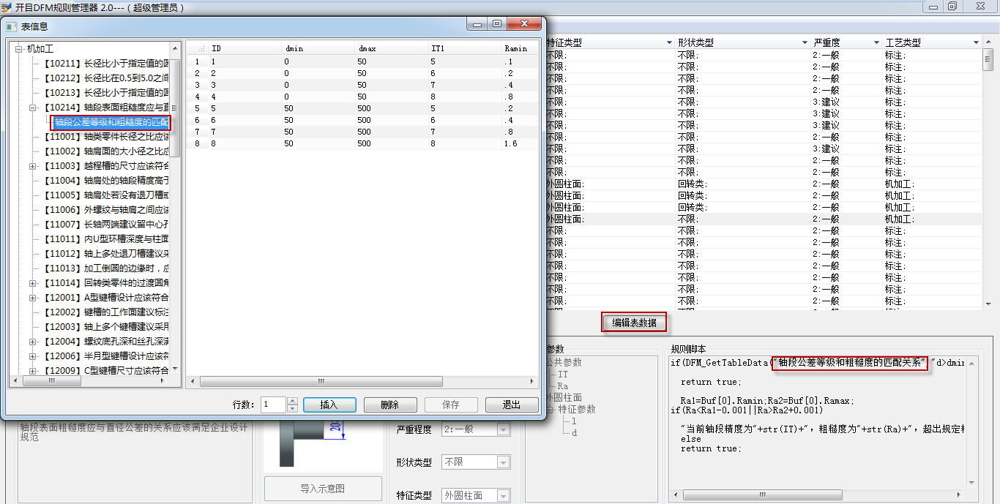 开目DFM规则管理器 2.0---（超级管理员）
表信息
机加工
【10211】长径比小于指定值的
【10212】长径比在0.5到5.0之间
【10213】长径比小于指定值的
【10214】轴段表面粗糙度应与
轴段公差等级和粗糙度的匹配
【11001】轴类零件长径之比应
【11002】轴肩面的大小径之比应
【11003】越程槽的尺寸应该符合
【11004】轴肩处的轴段精度高于
【11005】轴肩处若没有退刀槽或
【11006】外螺纹与轴肩之间应该
【11007】长轴两端建议留中心孔
【11011】内U型环槽深度与柱面
【11012】轴上多处退刀槽建议采
【11013】加工倒圆的边缘时，应
【11014】回转类零件的过渡圆角
【12001】A型键槽设计应该符合
【12002】键槽的工作面建议标注
【12003】轴上多个键槽建议采用
【12004】螺纹底孔深和丝孔深满
【12006】半月型键槽设计应该符
【12009】C型键槽尺寸应该符合
ID dmin dmax IT1 Ramin
1 1 0 50 5 .1
2 2 0 50 6 .2
3 3 0 50 7 .4
4 4 0 50 8 .8
5 5 50 500 5 .2
6 6 50 500 6 .4
7 7 50 500 7 .8
8 8 50 500 8 1.6
行数: 1 插入 删除 保存 退出
特征类型 形状类型 严重度 工艺类型
不限; 不限; 2:一般 标注;
不限; 不限; 2:一般 标注;
不限; 不限; 2:一般 标注;
不限; 不限; 2:一般 标注;
不限; 不限; 3:建议 标注;
不限; 不限; 3:建议 标注;
不限; 不限; 3:建议 标注;
不限; 不限; 2:一般 标注;
不限; 不限; 3:建议 标注;
不限; 不限; 2:一般 标注;
不限; 不限; 2:一般 标注;
外圆柱面; 回转类; 2:一般 机加工;
外圆柱面; 回转类; 2:一般 机加工;
外圆柱面; 回转类; 2:一般 机加工;
外圆柱面; 不限; 2:一般 机加工;
不限; 不限; 2:一般 标注;
不限; 不限; 2:一般 标注;
不限; 不限; 2:一般 标注;
不限; 不限; 2:一般 标注;
不限; 不限; 2:一般 标注;
不限; 不限; 2:一般 标注;
不限; 不限; 2:一般 标注;
编辑表数据
轴段表面粗糙度应与直径公差的关系应该满足企业设计
规范
20
导入示意图
严重程度 2:一般
形状类型 不限
特征类型 外圆柱面
参数
公共参数
IT
Ra
外圆柱面
特征参数
l
d
规则脚本
if(DFM_GetTableData("轴段公差等级和粗糙度的匹配关系","d>dmin
return true;
Ra1=Buf[0].Ramin;Ra2=Buf[0].Ramax;
if(Ra<Ra1-0.001||Ra>Ra2+0.001)
"当前轴段精度为"+str(IT)+"，粗糙度为"+str(Ra)+"，超出规定
else
return true;